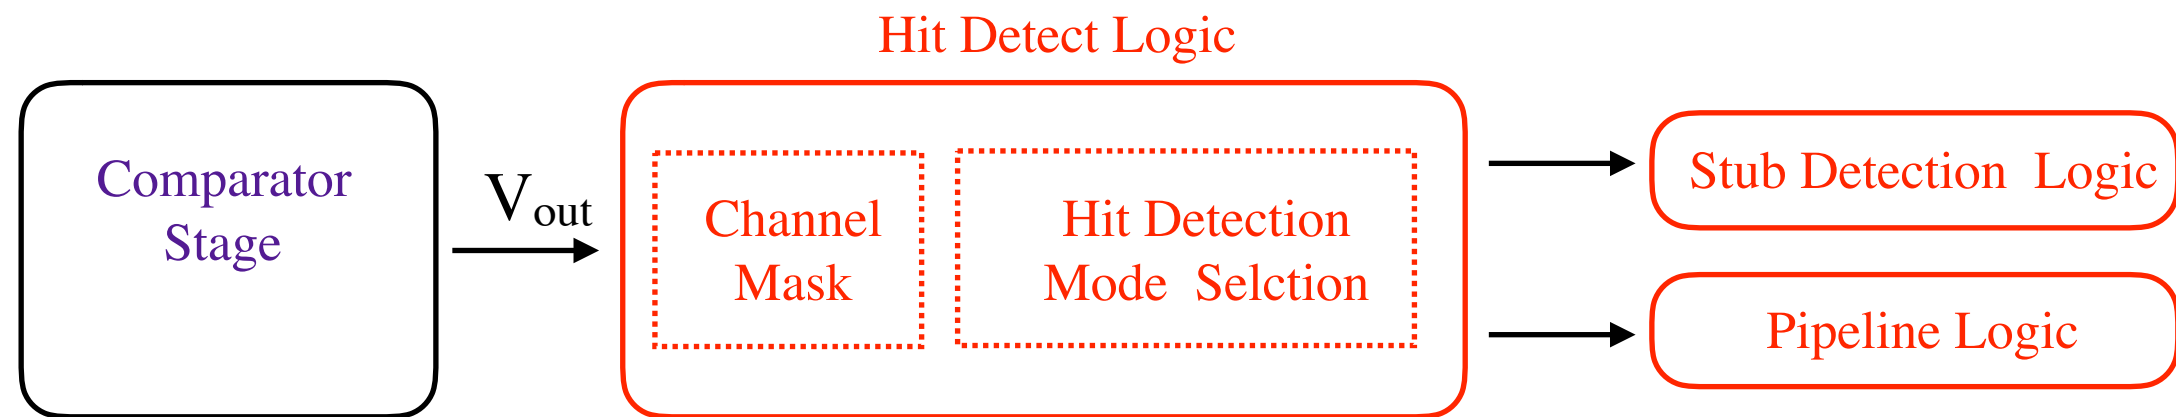 Hit Detect Logic
Comparator
Stage
Vout
Channel
Mask
Hit Detection
Mode Selction
Stub Detection Logic
Pipeline Logic